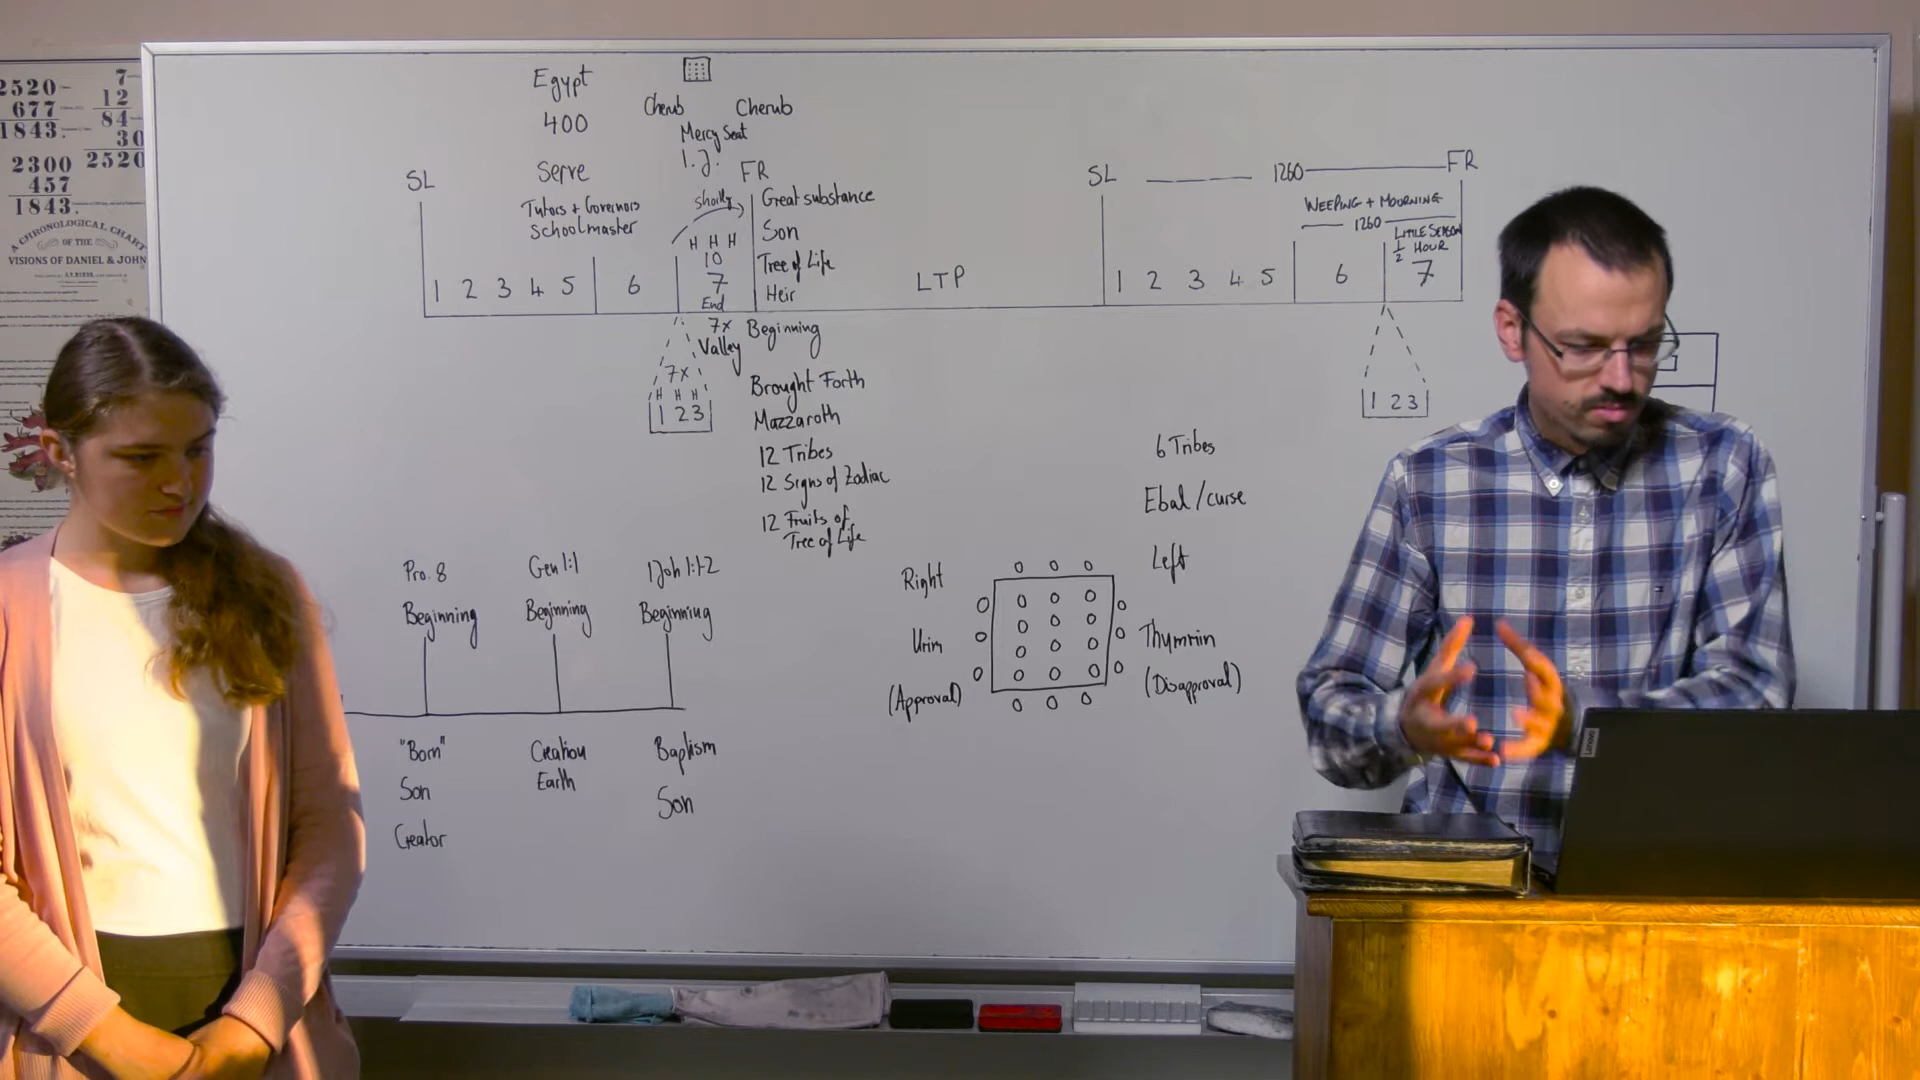 2520
677
1843.
7
12
84
30
2520
2300
457
1843.
A CHRONOLOGICAL CHART
OF THE
VISIONS OF DANIEL & JOHN
Egypt
400
Serve
Tutors + Governors
Schoolmaster
Cherub Cherub
Mercy Seat
1. J.
SL
FR
shortly
Great substance
Son
Tree of Life
Heir
H H H
10
1 2 3 4 5 6 7
End
7x Beginning
Valley
7x
H H H
1 2 3
Brought Forth
Mazzaroth
12 Tribes
12 Signs of Zodiac
12 Fruits of
Tree of Life
LTP
SL 1260 FR
WEEPING + MOORNING
1260
LITTLE SEASON
1/2 HOUR
1 2 3 4 5 6 7
1 2 3
6 Tribes
Ebal / curse
Left
Thummin
(Disapproval)
Right
Urim
(Approval)
Pro. 8 Gen 1:1 1 Joh 1:1-2
Beginning Beginning Beginning
"Born"
Son
Creator
Creation
Earth
Baptism
Son
Lenovo